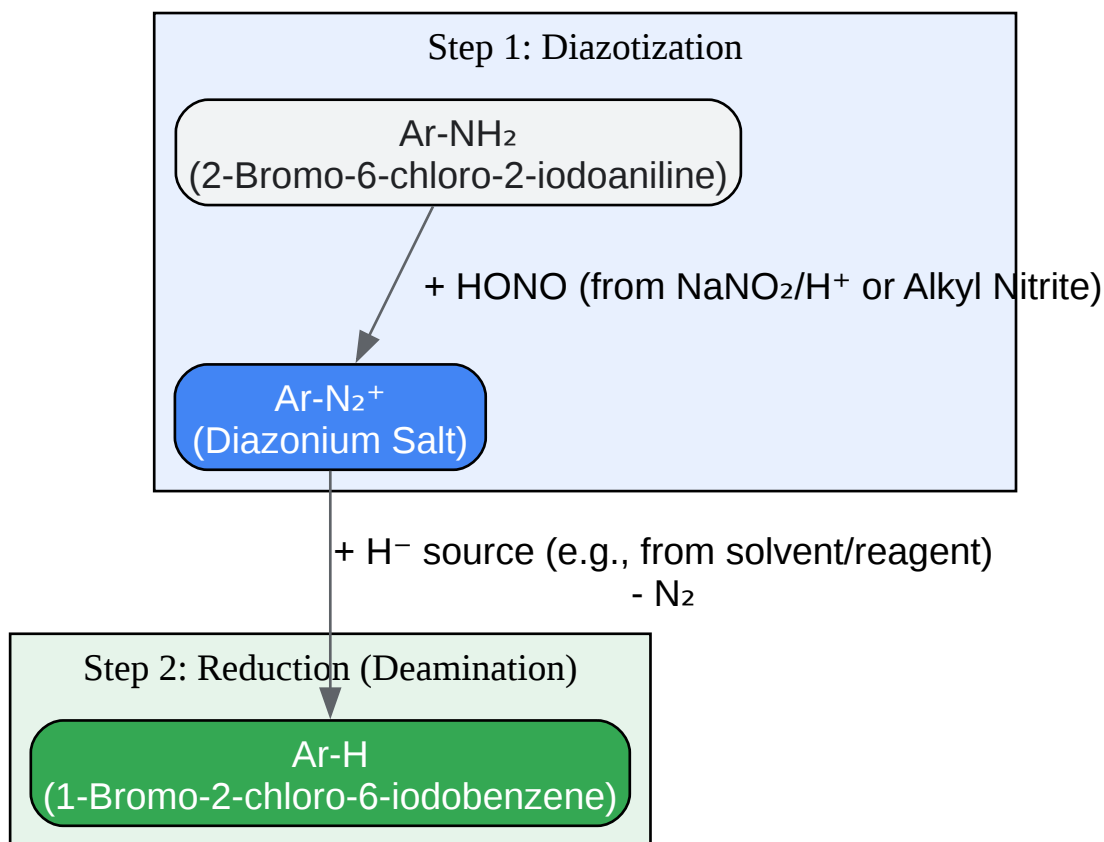 Step 1: Diazotization
Ar-NH₂
(2-Bromo-6-chloro-2-iodoaniline)
+ HONO (from NaNO₂/H⁺ or Alkyl Nitrite)
Ar-N₂⁺
(Diazonium Salt)
+ H⁻ source (e.g., from solvent/reagent)
- N₂
Step 2: Reduction (Deamination)
Ar-H
(1-Bromo-2-chloro-6-iodobenzene)